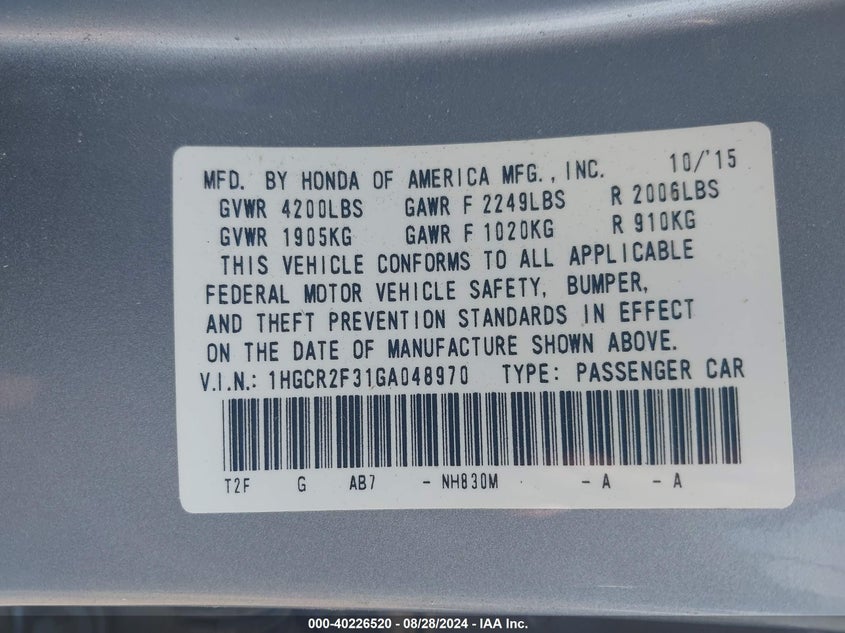 MFD. BY HONDA OF AMERICA MFG., INC. 10/'15
GVWR 4200LBS GAWR F 2249LBS R 2006LBS
GVWR 1905KG GAWR F 1020KG R 910KG
THIS VEHICLE CONFORMS TO ALL APPLICABLE
FEDERAL MOTOR VEHICLE SAFETY, BUMPER,
AND THEFT PREVENTION STANDARDS IN EFFECT
ON THE DATE OF MANUFACTURE SHOWN ABOVE.
V.I.N.: 1HGCR2F31GA048970 TYPE: PASSENGER CAR
T2F G AB7 - NH830M - A - A
000-40226520 - 08/28/2024 - IAA Inc.